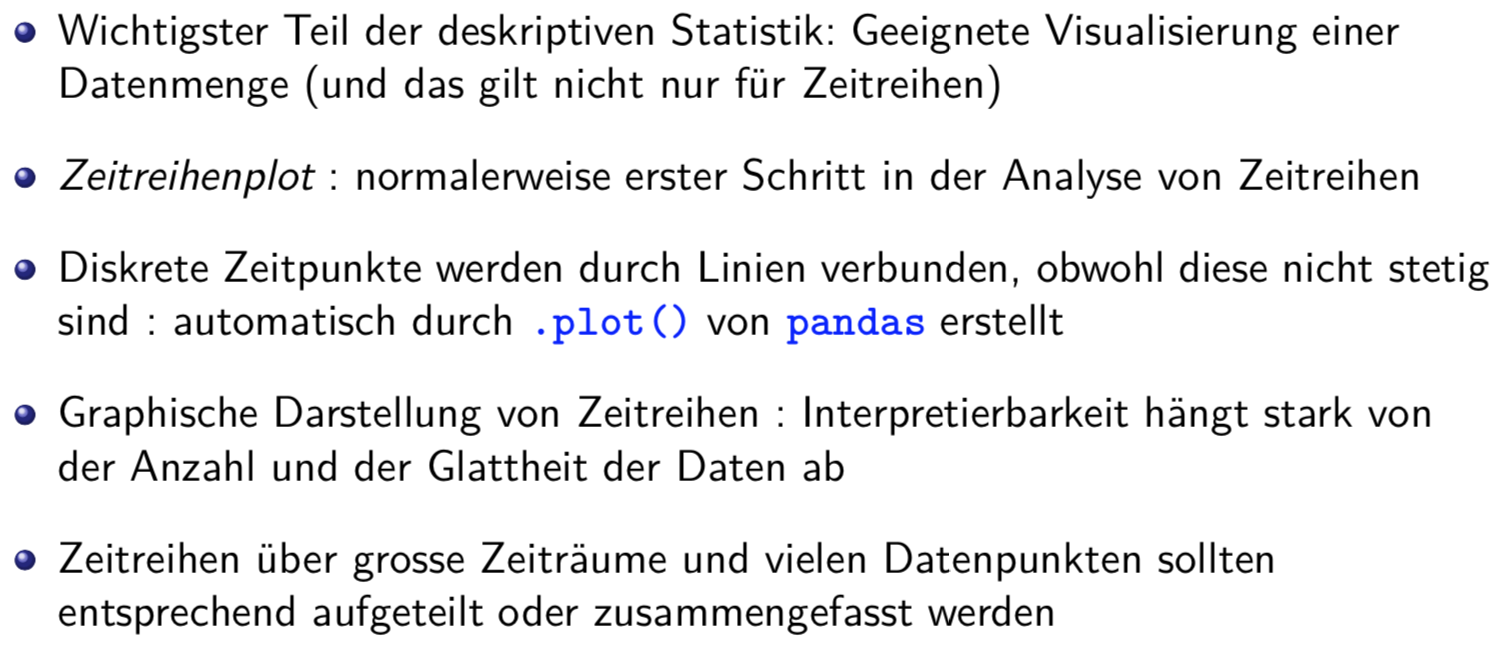 Wichtigster Teil der deskriptiven Statistik: Geeignete Visualisierung einer
Datenmenge (und das gilt nicht nur für Zeitreihen)
Zeitreihenplot : normalerweise erster Schritt in der Analyse von Zeitreihen
Diskrete Zeitpunkte werden durch Linien verbunden, obwohl diese nicht stetig
sind : automatisch durch .plot() von pandas erstellt
Graphische Darstellung von Zeitreihen : Interpretierbarkeit hängt stark von
der Anzahl und der Glattheit der Daten ab
Zeitreihen über grosse Zeiträume und vielen Datenpunkten sollten
entsprechend aufgeteilt oder zusammengefasst werden